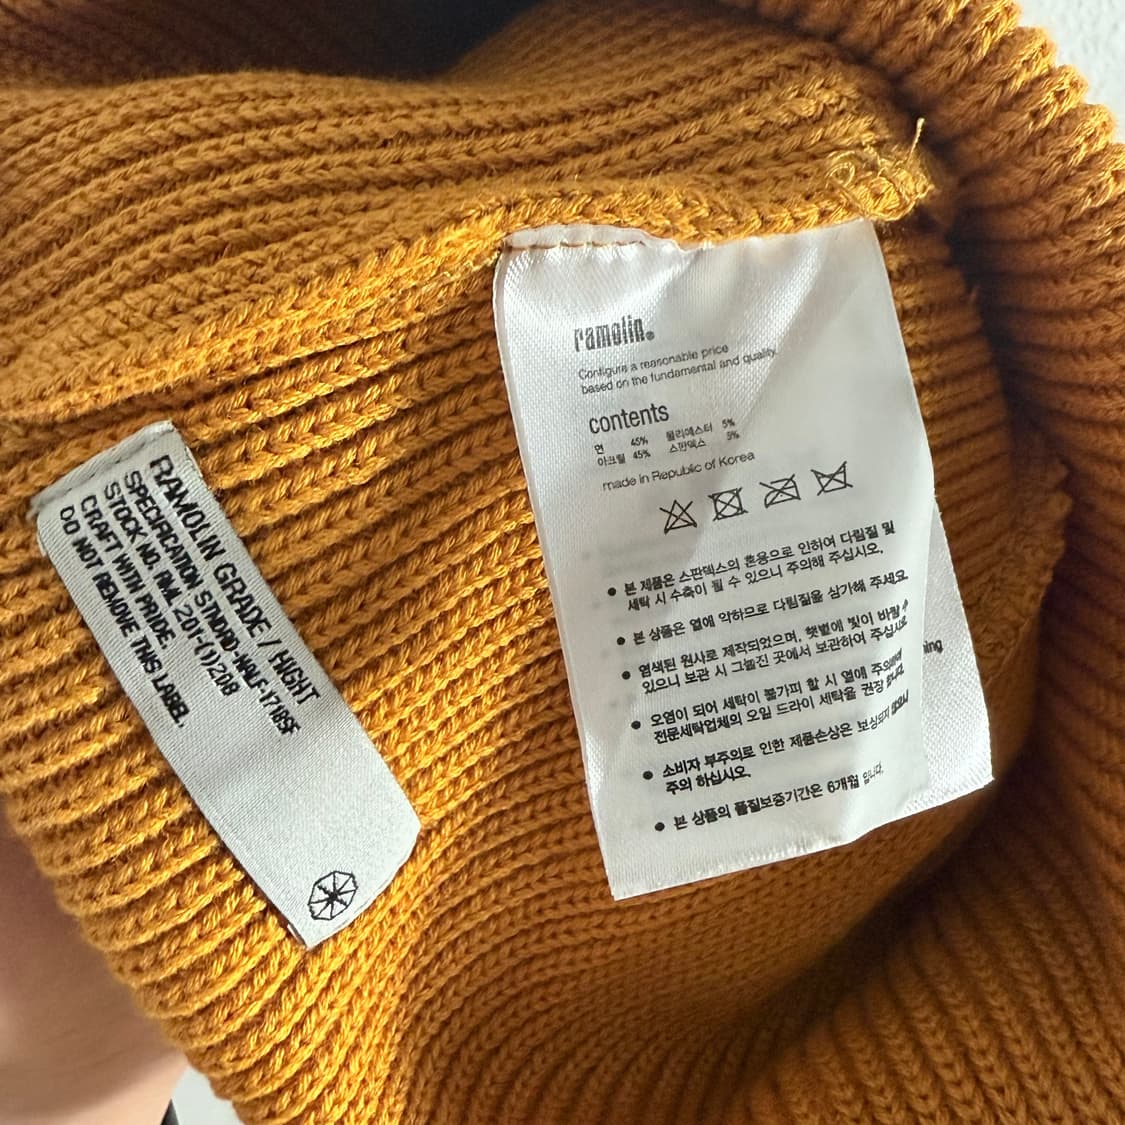 RAMOLIN GRADE / HIGHT
SPECIFICATION STNDARD-WALF-1710SF
STOCK NO. RML 201-(1)208
CRAFT WITH PRIDE.
DO NOT REMOVE THIS LABEL.
ramolin®
Configure a reasonable price
based on the fundamental and quality.
contents
면 45% 폴리에스터 5%
아크릴 45% 스판덱스 5%
made in Republic of Korea
● 본 제품은 스판덱스의 혼용으로 인하여 다림질 및
세탁 시 수축이 될 수 있으니 주의해 주십시오.
● 본 상품은 열에 약하므로 다림질을 삼가해 주세요.
● 염색된 원사로 제작되었으며, 햇볕에 빛이 바랄 수
있으니 보관 시 그늘진 곳에서 보관하여 주십시오
● 오염이 되어 세탁이 불가피 할 시 열에 주의하며
전문세탁업체의 오일 드라이 세탁을 권장 합니다.
● 소비자 부주의로 인한 제품손상은 보상되지 않으니
주의 하십시오.
● 본 상품의 품질보증기간은 6개월 입니다.